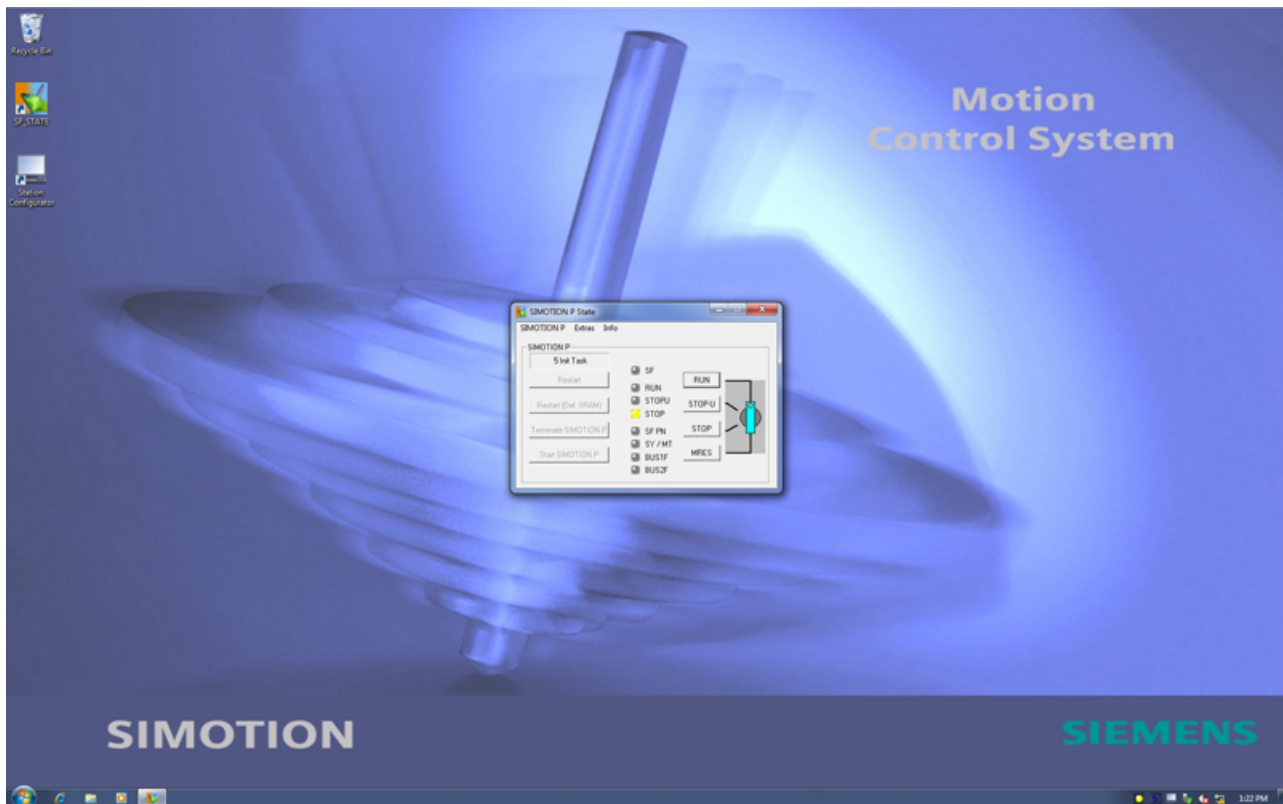 Recycle Bin
SP_STATE
Station
Configurator
Motion
Control System
SIMOTION P State
SIMOTION P Extras Info
SIMOTION P
5 Init Task
Restart
Restart (Del. SRAM)
Terminate SIMOTION P
Start SIMOTION P
SF
RUN
STOPU
STOP
SF PN
SY / MT
BUS1F
BUS2F
RUN
STOP-U
STOP
MRES
SIMOTION
SIEMENS
1:22 PM